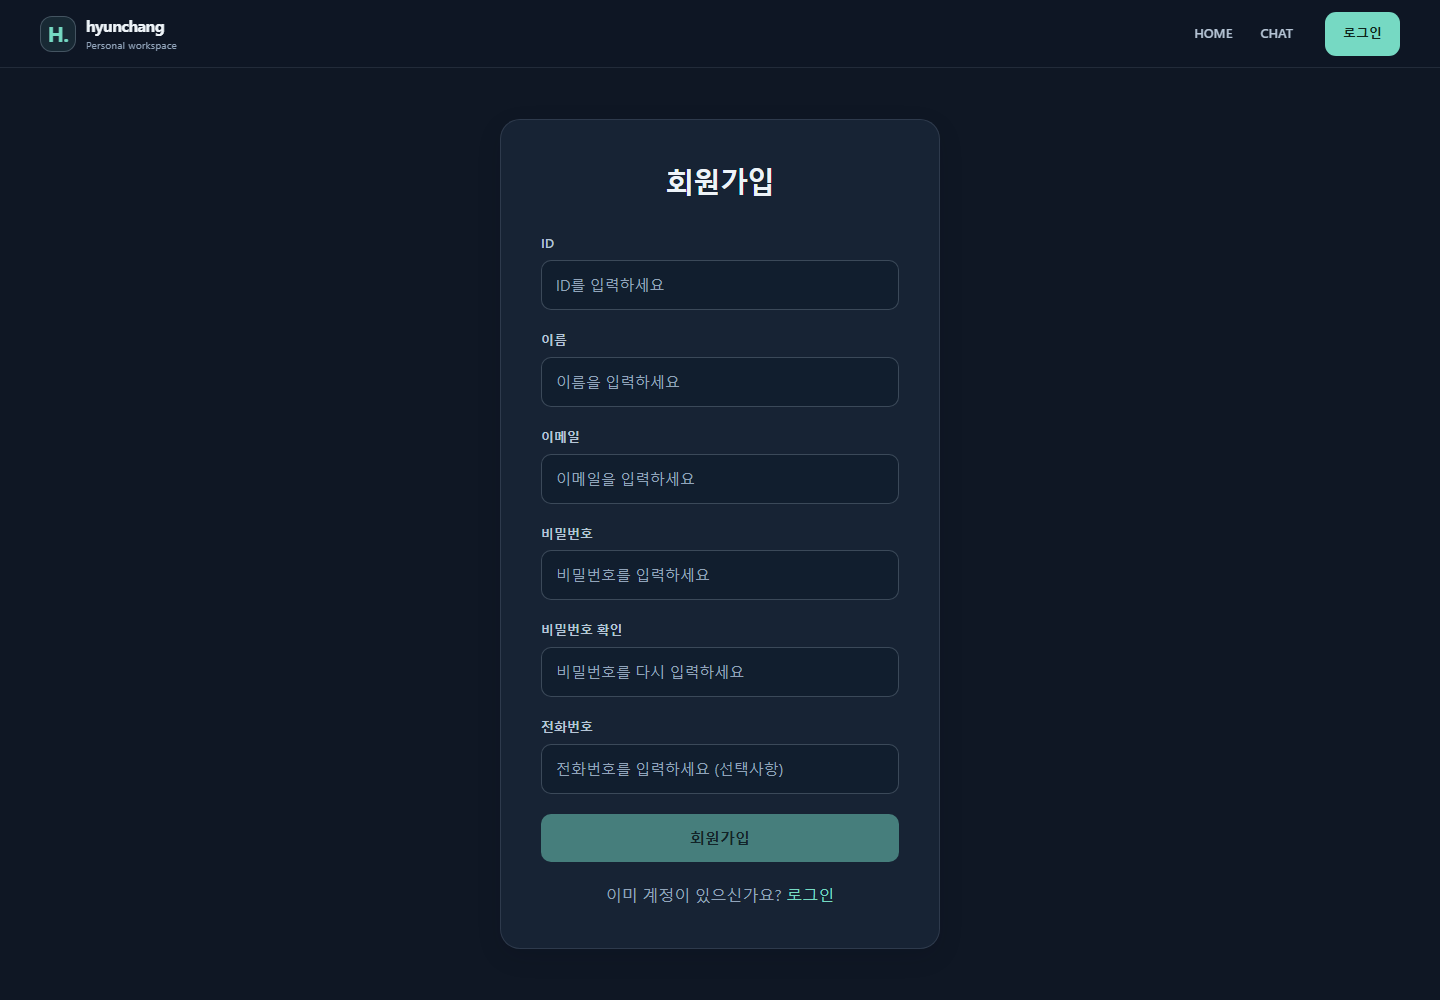 H.
hyunchang
Personal workspace
HOME
CHAT
로그인
회원가입
ID
ID를 입력하세요
이름
이름을 입력하세요
이메일
이메일을 입력하세요
비밀번호
비밀번호를 입력하세요
비밀번호 확인
비밀번호를 다시 입력하세요
전화번호
전화번호를 입력하세요 (선택사항)
회원가입
이미 계정이 있으신가요? 로그인